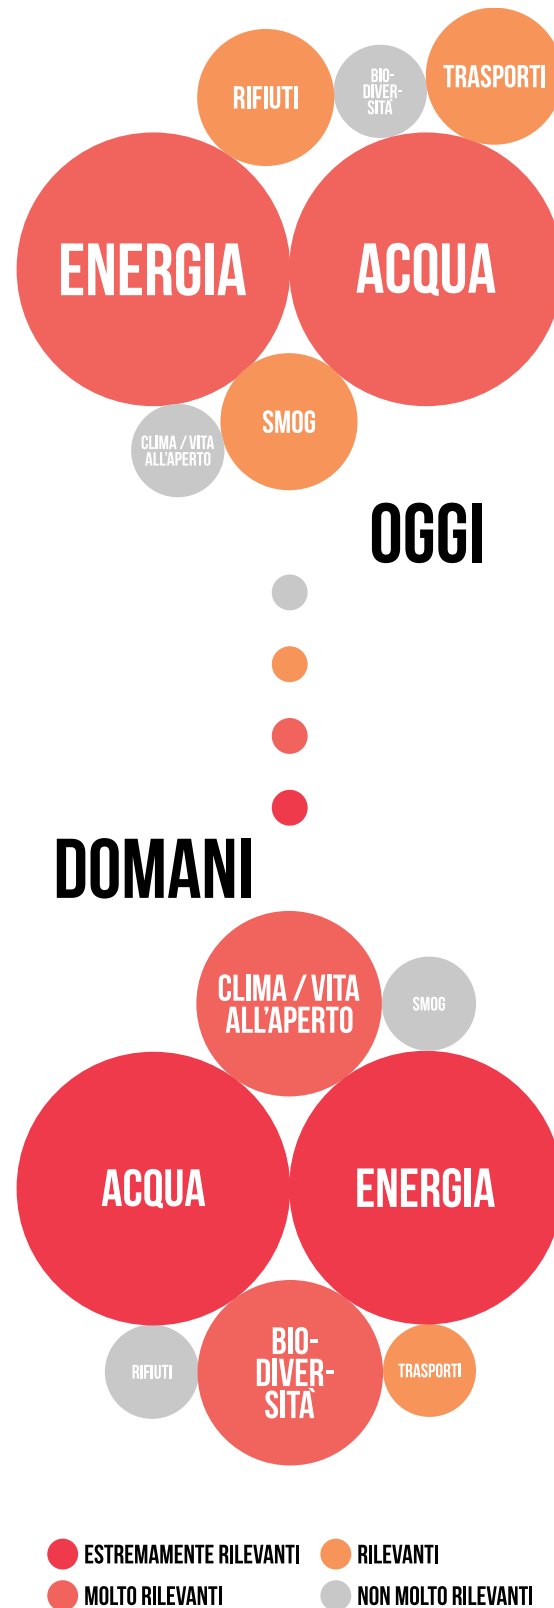 RIFIUTI
BIO-
DIVER-
SITÀ
TRASPORTI
ENERGIA
ACQUA
SMOG
CLIMA / VITA
ALL'APERTO
OGGI
DOMANI
CLIMA / VITA
ALL'APERTO
SMOG
ACQUA
ENERGIA
BIO-
DIVER-
SITÀ
RIFIUTI
TRASPORTI
ESTREMAMENTE RILEVANTI
RILEVANTI
MOLTO RILEVANTI
NON MOLTO RILEVANTI